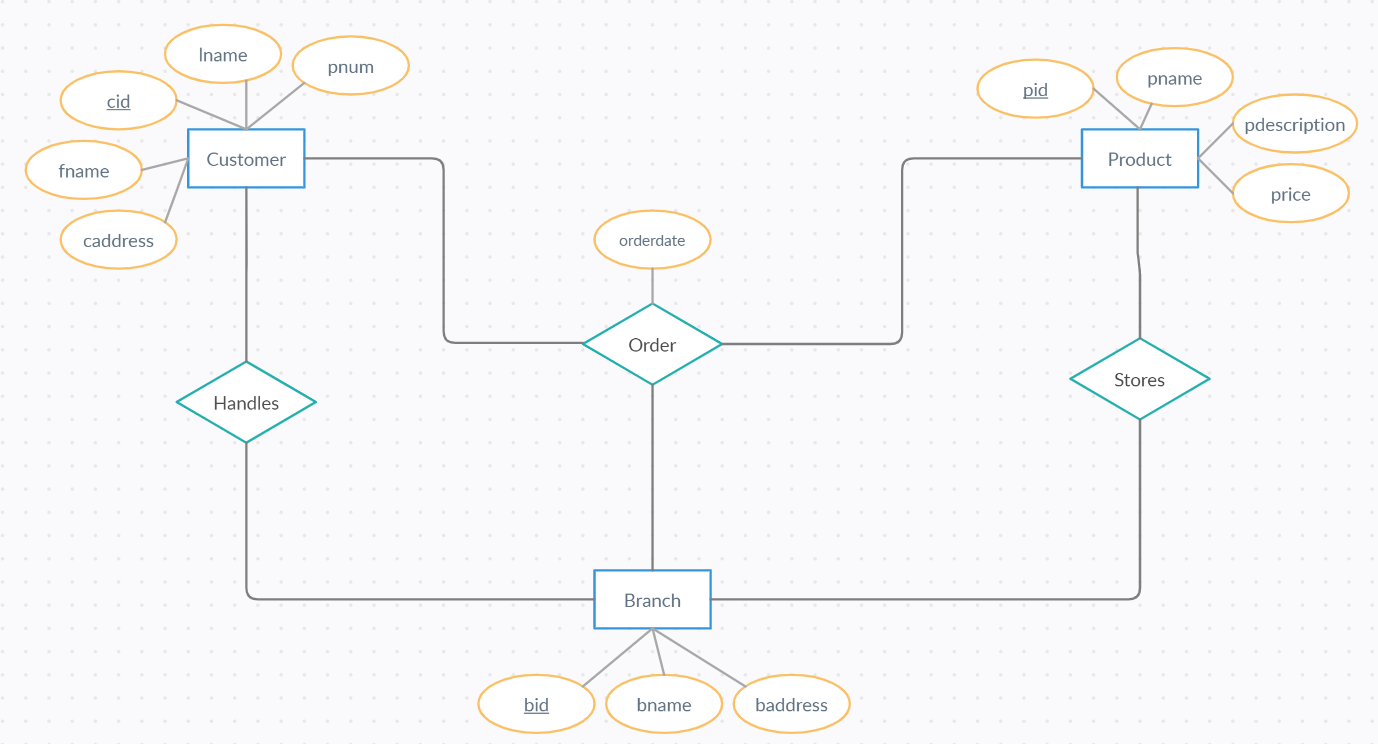 lname
pnum
cid
Customer
fname
caddress
pid
pname
pdescription
Product
price
orderdate
Order
Handles
Stores
Branch
bid
bname
baddress